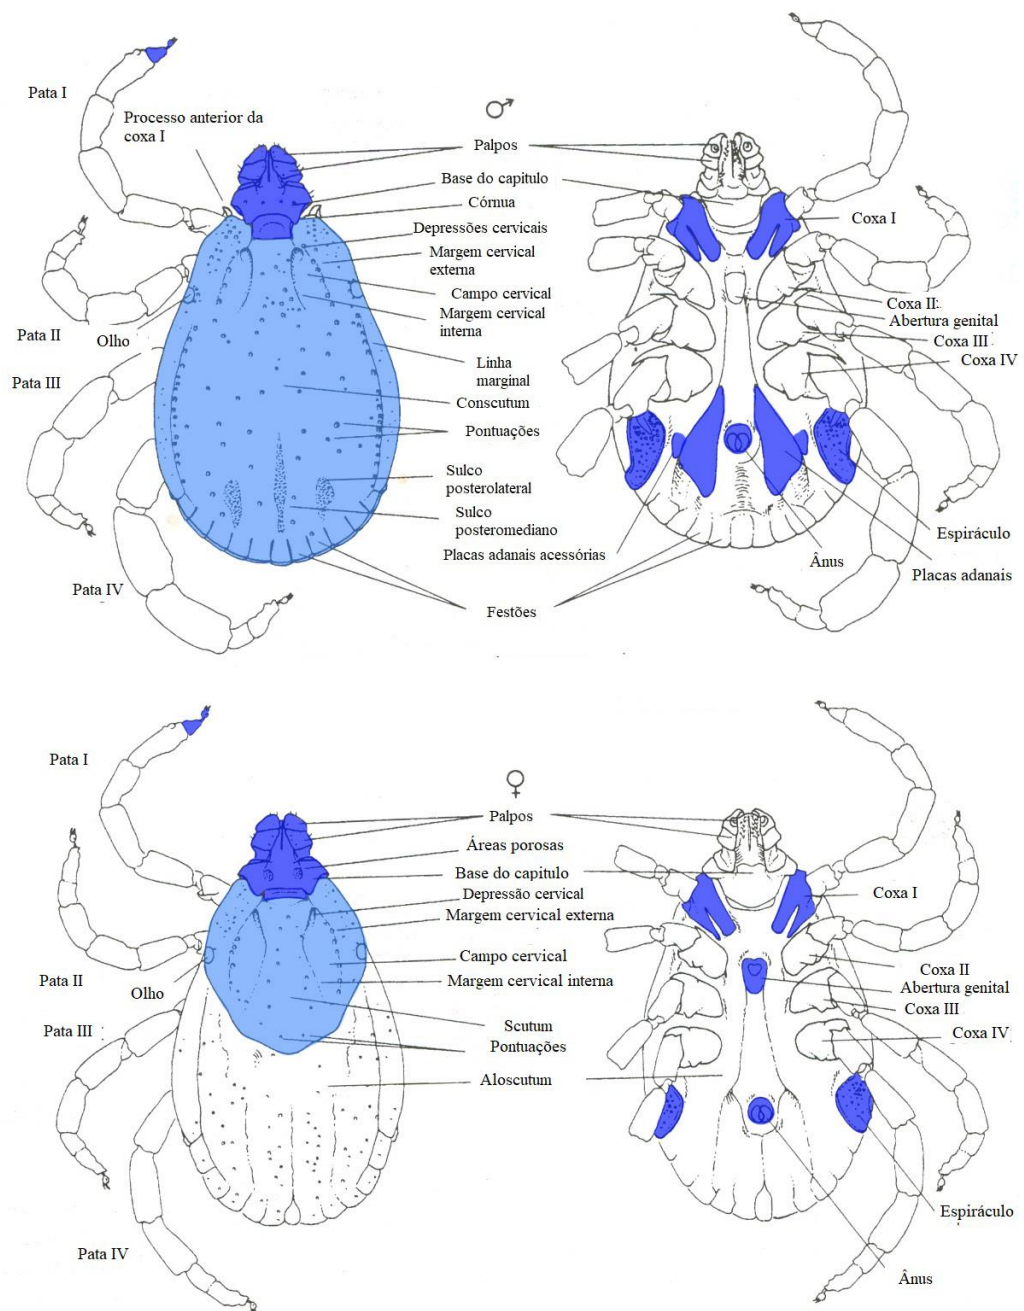 Pata I
Processo anterior da
coxa I
♂
Palpos
Base do capitulo
Córnua
Depressões cervicais
Margem cervical
externa
Campo cervical
Margem cervical
interna
Linha
marginal
Conscutum
Pontuações
Sulco
posterolateral
Sulco
posteromediano
Placas adanais acessórias
Festões
Pata II
Olho
Pata III
Pata IV
Coxa I
Coxa II
Abertura genital
Coxa III
Coxa IV
Espiráculo
Ânus
Placas adanais
Pata I
♀
Palpos
Áreas porosas
Base do capitulo
Depressão cervical
Margem cervical externa
Campo cervical
Margem cervical interna
Scutum
Pontuações
Aloscutum
Pata II
Olho
Pata III
Pata IV
Coxa I
Coxa II
Abertura genital
Coxa III
Coxa IV
Espiráculo
Ânus